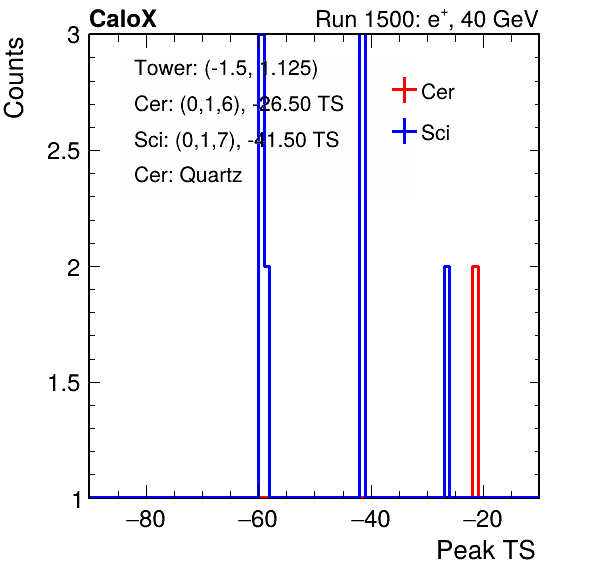 CaloX Run 1500: e⁺, 40 GeV
Counts
3
2.5
2
1.5
1
Tower: (-1.5, 1.125)
Cer: (0,1,6), -26.50 TS
Sci: (0,1,7), -41.50 TS
Cer: Quartz
Cer
Sci
−80 −60 −40 −20
Peak TS